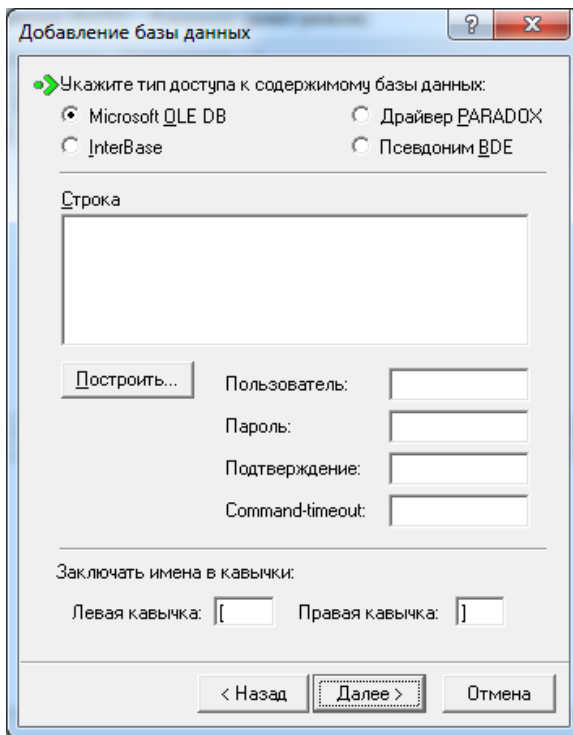 Добавление базы данных
Укажите тип доступа к содержимому базы данных:
Microsoft OLE DB
Драйвер PARADOX
InterBase
Псевдоним BDE
Строка
Построить...
Пользователь:
Пароль:
Подтверждение:
Command-timeout:
Заключать имена в кавычки:
Левая кавычка: [ Правая кавычка: ]
< Назад Далее > Отмена